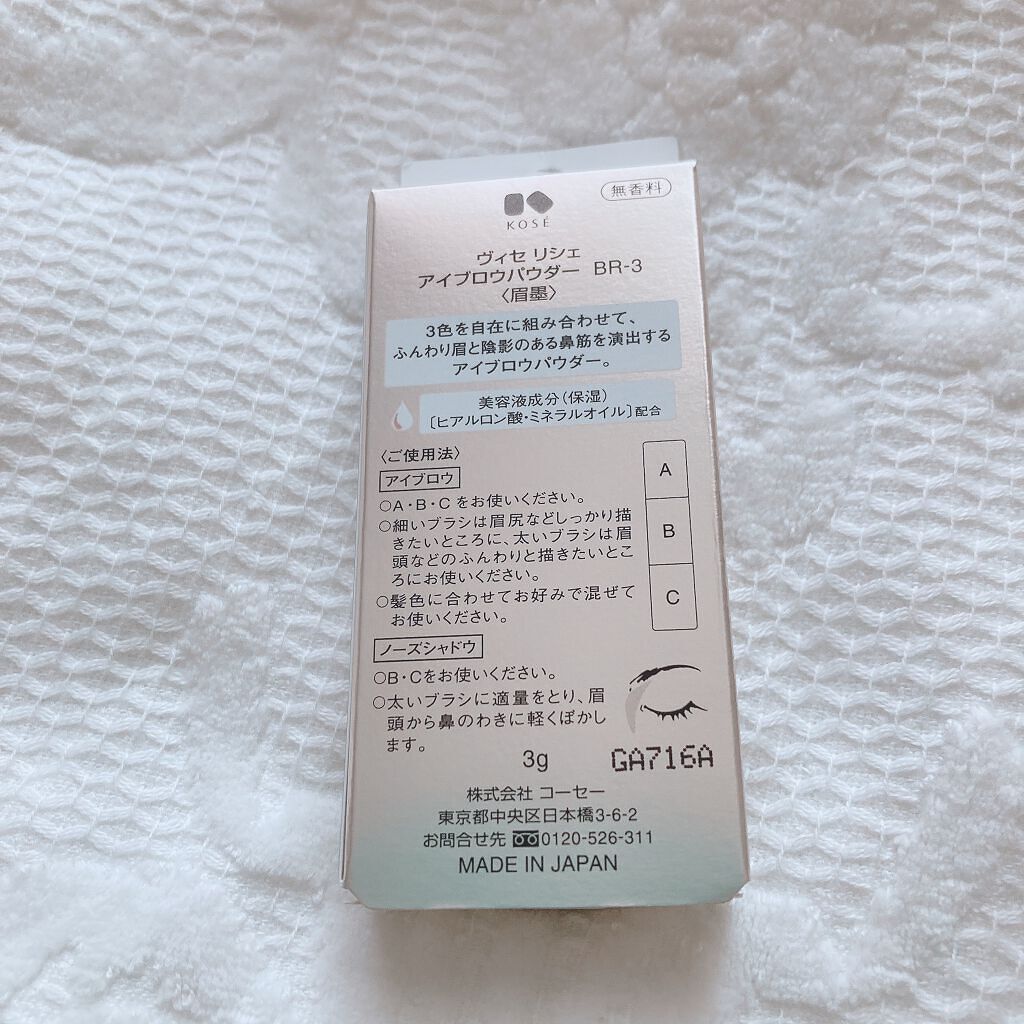 無香料
KOSÉ
ヴィセ リシェ
アイブロウパウダー BR-3
〈眉墨〉
3色を自在に組み合わせて、
ふんわり眉と陰影のある鼻筋を演出する
アイブロウパウダー。
美容液成分(保湿)
[ヒアルロン酸・ミネラルオイル]配合
〈ご使用法〉
アイブロウ
○A・B・C をお使いください。
○細いブラシは眉尻などしっかり描
きたいところに、太いブラシは眉
頭などのふんわりと描きたいとこ
ろにお使いください。
○髪色に合わせてお好みで混ぜて
お使いください。
A
B
C
ノーズシャドウ
○B・Cをお使いください。
○太いブラシに適量をとり、眉
頭から鼻のわきに軽くぼかし
ます。
3g
GA716A
株式会社 コーセー
東京都中央区日本橋3-6-2
お問合せ先 0120-526-311
MADE IN JAPAN